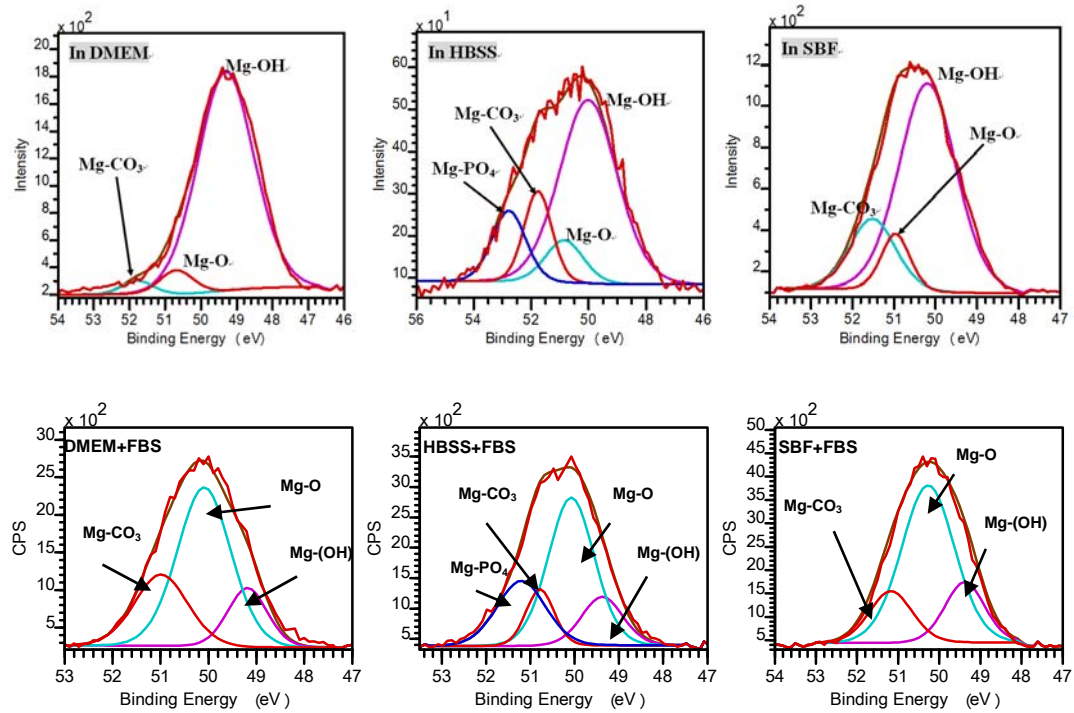 x 10²
In DMEM
Mg-OH
Mg-CO₃
Mg-O
20
18
16
14
12
10
8
6
4
2
Intensity
54 53 52 51 50 49 48 47 46
Binding Energy (eV)
x 10¹
In HBSS
Mg-OH
Mg-CO₃
Mg-PO₄
Mg-O
60
50
40
30
20
10
Intensity
56 54 52 50 48 46
Binding Energy (eV)
x 10²
In SBF
Mg-OH
Mg-O
Mg-CO₃
12
10
8
6
4
2
Intensity
54 53 52 51 50 49 48 47
Binding Energy (eV)
x 10²
DMEM+FBS
Mg-O
Mg-CO₃
Mg-(OH)
30
25
20
15
10
5
CPS
53 52 51 50 49 48 47
Binding Energy (eV)
x 10²
HBSS+FBS
Mg-CO₃
Mg-O
Mg-PO₄
Mg-(OH)
35
30
25
20
15
10
5
CPS
53 52 51 50 49 48 47
Binding Energy (eV)
x 10²
SBF+FBS
Mg-O
Mg-CO₃
Mg-(OH)
50
45
40
35
30
25
20
15
10
5
CPS
53 52 51 50 49 48 47
Binding Energy (eV)